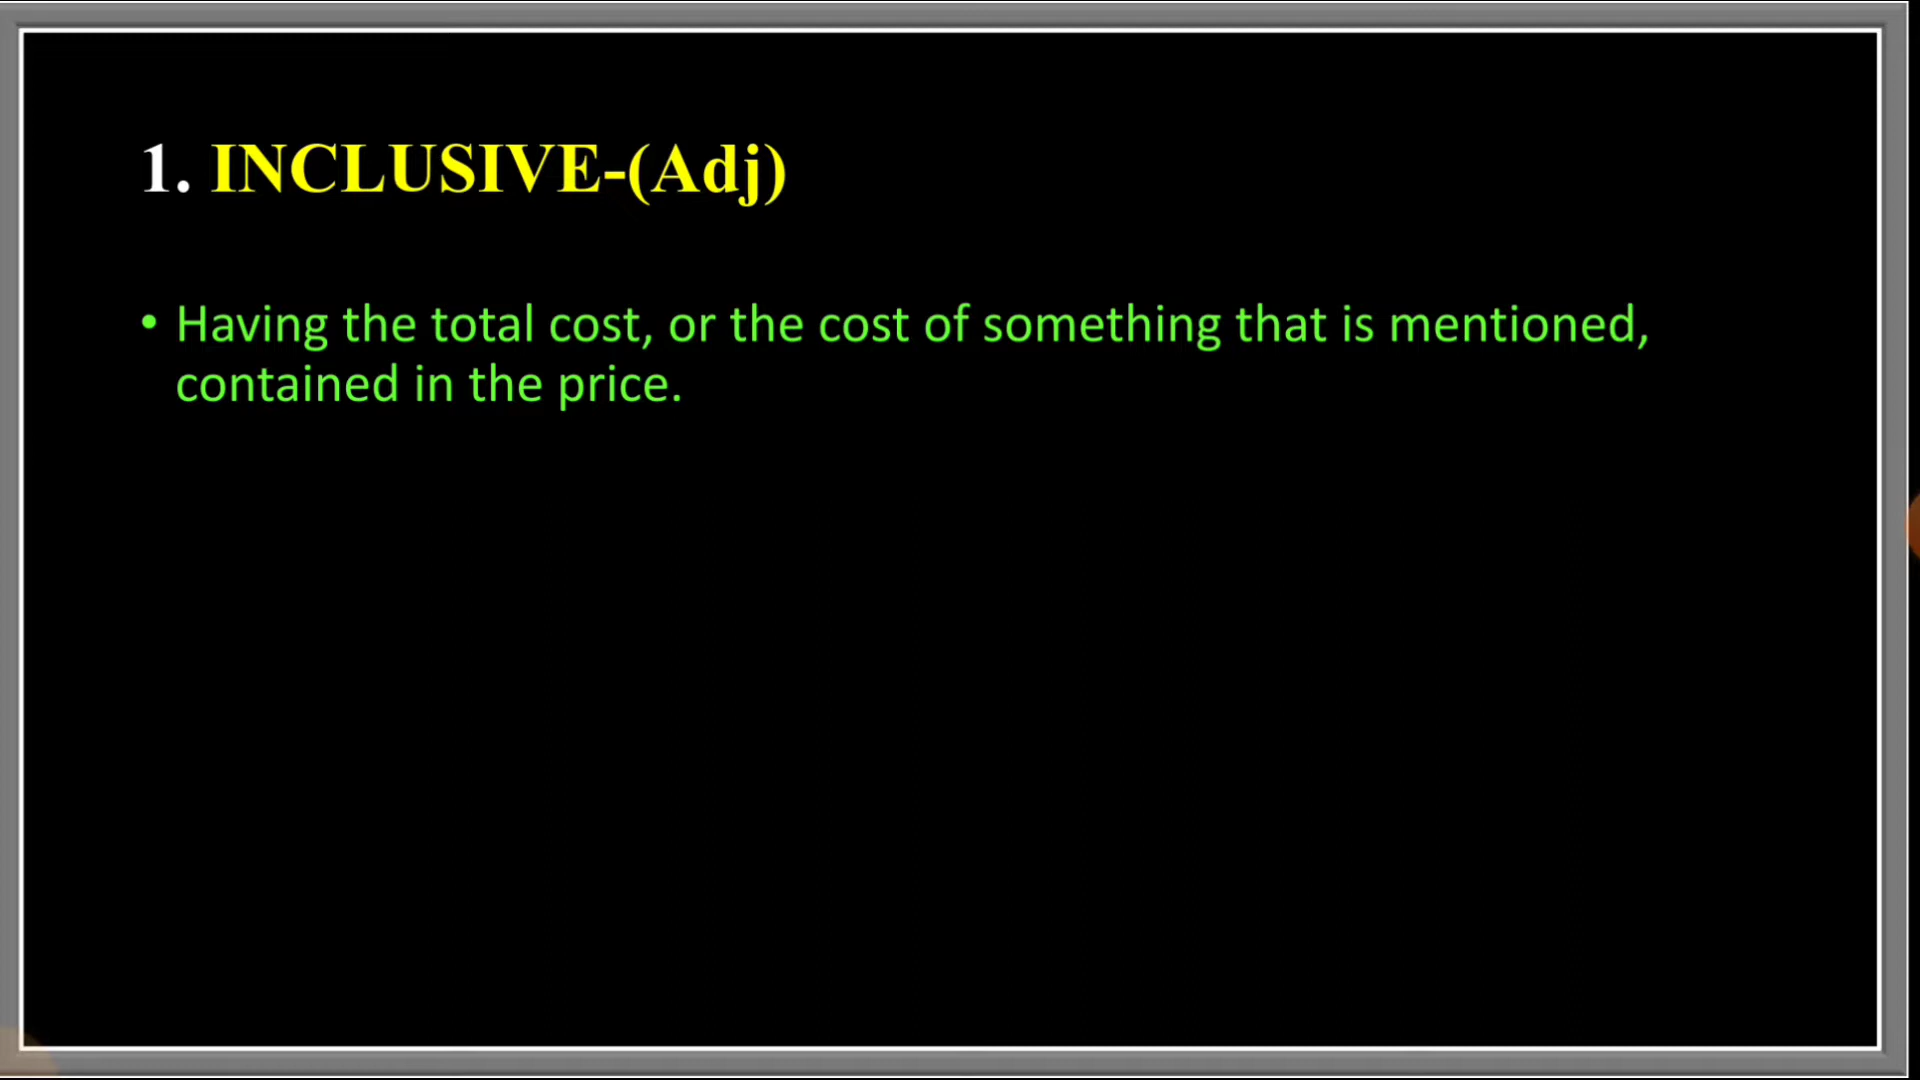 1. INCLUSIVE-(Adj)
• Having the total cost, or the cost of something that is mentioned,
contained in the price.